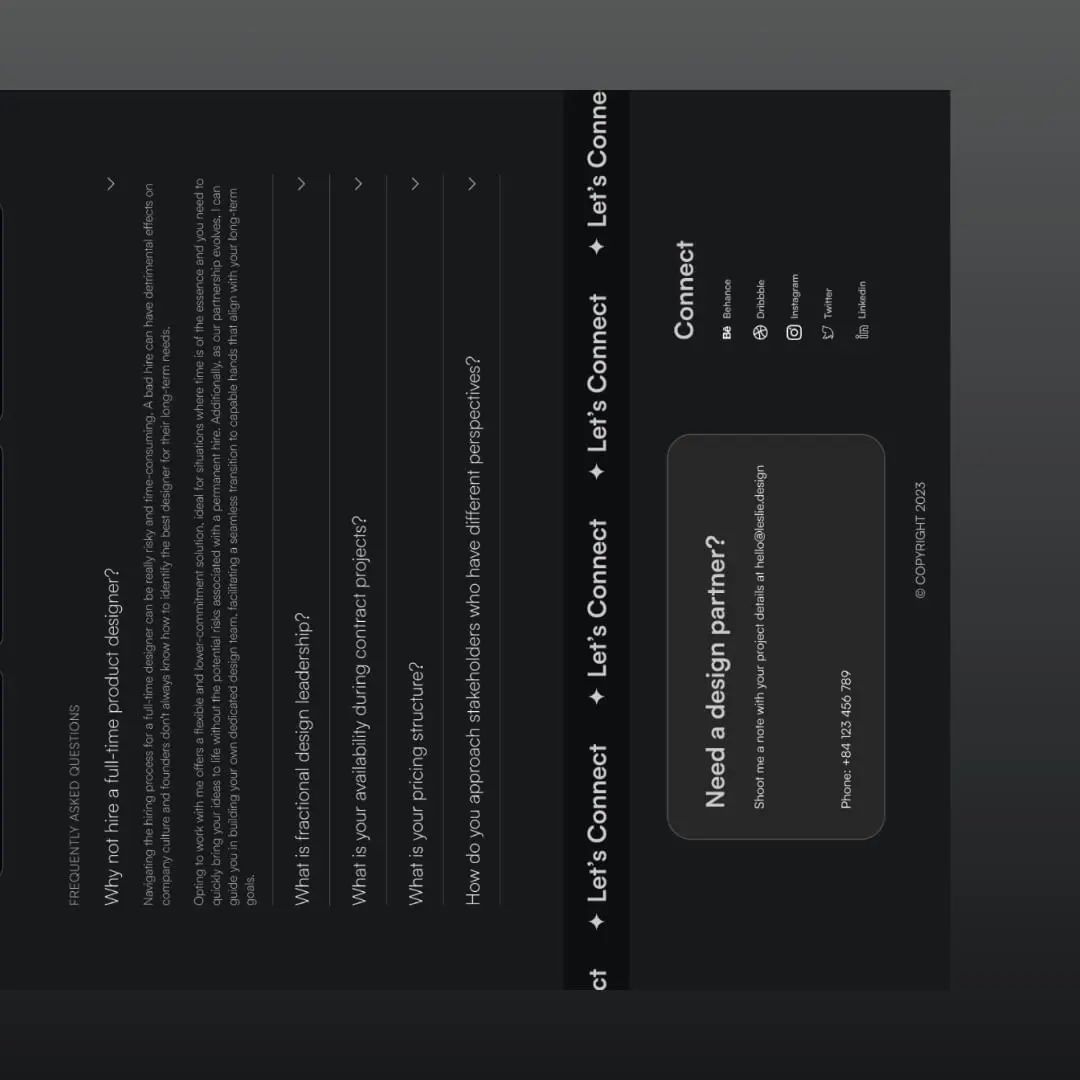 FREQUENTLY ASKED QUESTIONS
Why not hire a full-time product designer?
Navigating the hiring process for a full-time designer can be really risky and time-consuming. A bad hire can have detrimental effects on
company culture and founders don't always know how to identify the best designer for their long-term needs.
Opting to work with me offers a flexible and lower-commitment solution, ideal for situations where time is of the essence and you need to
quickly bring your ideas to life without the potential risks associated with a permanent hire. Additionally, as our partnership evolves, I can
guide you in building your own dedicated design team, facilitating a seamless transition to capable hands that align with your long-term
goals.
What is fractional design leadership?
What is your availability during contract projects?
What is your pricing structure?
How do you approach stakeholders who have different perspectives?
ct ✦ Let's Connect ✦ Let's Connect ✦ Let's Connect ✦ Let's Conne
Need a design partner?
Shoot me a note with your project details at hello@leslie.design
Phone: +84 123 456 789
Connect
Bē Behance
Dribbble
Instagram
Twitter
in Linkedin
© COPYRIGHT 2023